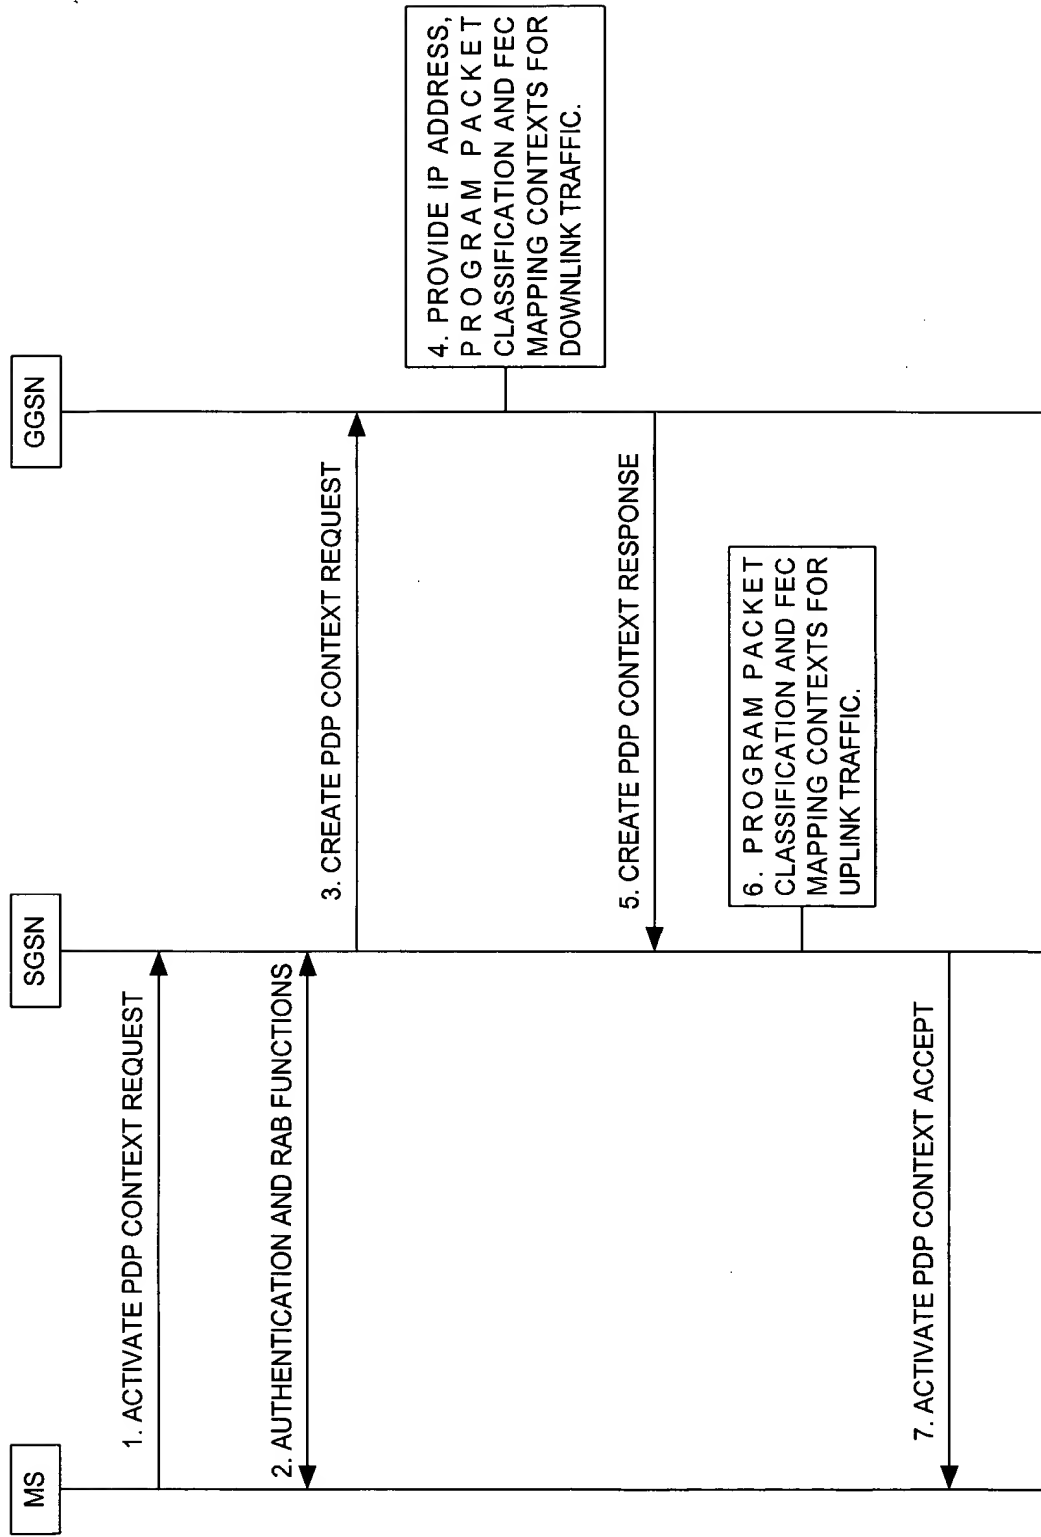 MS
SGSN
GGSN
1. ACTIVATE PDP CONTEXT REQUEST
2. AUTHENTICATION AND RAB FUNCTIONS
3. CREATE PDP CONTEXT REQUEST
4. PROVIDE IP ADDRESS,
PROGRAM PACKET
CLASSIFICATION AND FEC
MAPPING CONTEXTS FOR
DOWNLINK TRAFFIC.
5. CREATE PDP CONTEXT RESPONSE
6. PROGRAM PACKET
CLASSIFICATION AND FEC
MAPPING CONTEXTS FOR
UPLINK TRAFFIC.
7. ACTIVATE PDP CONTEXT ACCEPT